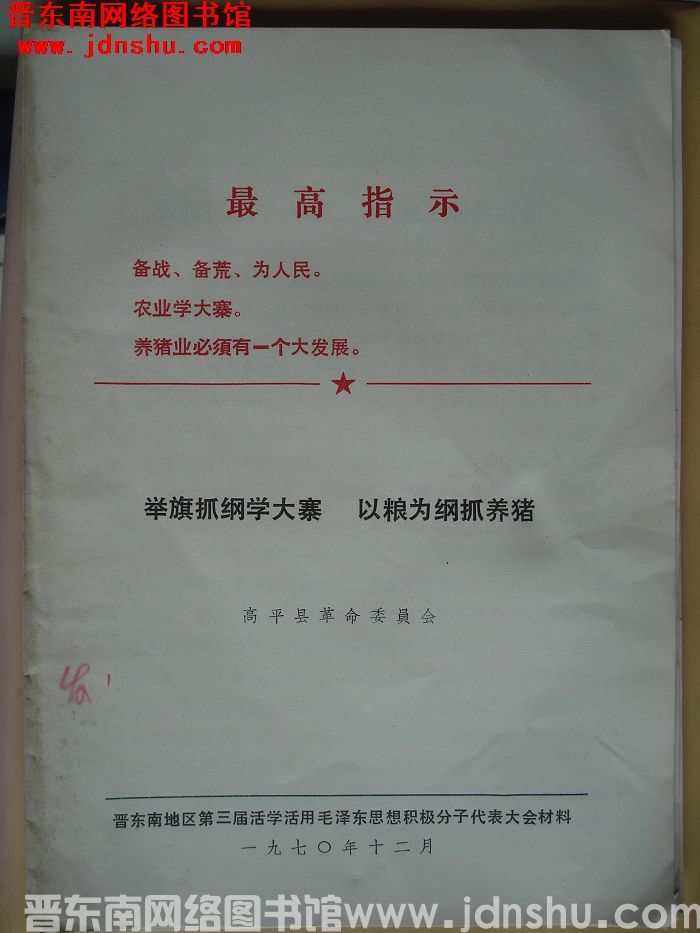 晋东南网络图书馆
www.jdnshu.com
最高指示
备战、备荒、为人民。
农业学大寨。
养猪业必須有一个大发展。
举旗抓纲学大寨 以粮为纲抓养猪
高平县革命委員会
晋东南地区第三届活学活用毛泽东思想积极分子代表大会材料
一九七〇年十二月
晋东南网络图书馆www.jdnshu.com